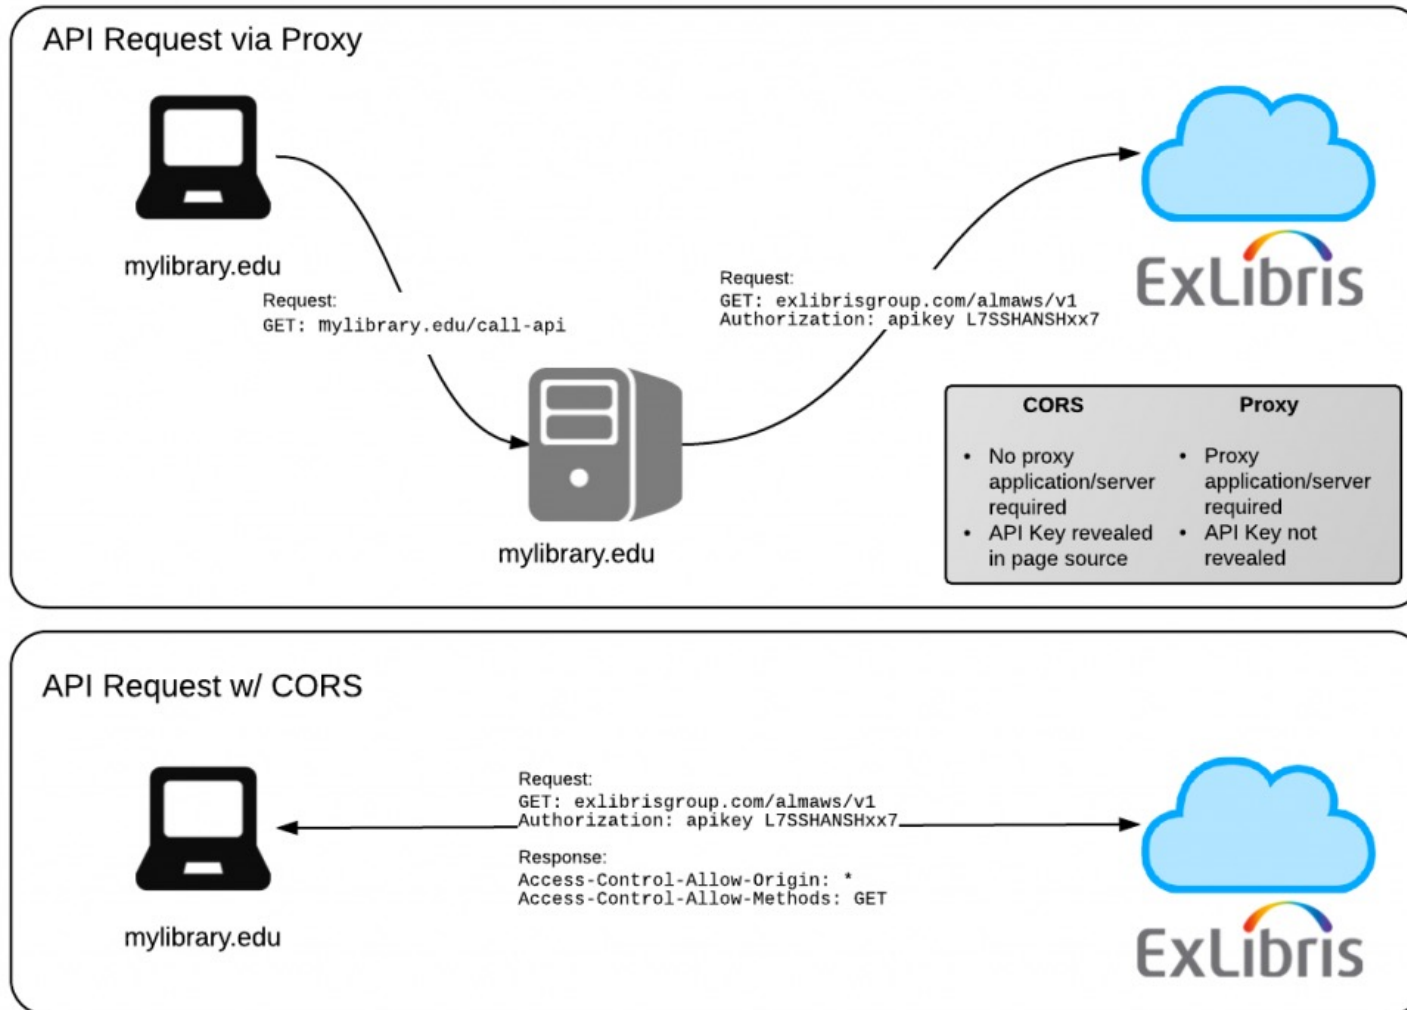 API Request via Proxy
mylibrary.edu
Request:
GET: mylibrary.edu/call-api
mylibrary.edu
Request:
GET: exlibrisgroup.com/almaws/v1
Authorization: apikey L7SSHANSHxx7
ExLibris
CORS
• No proxy
application/server
required
• API Key revealed
in page source
Proxy
• Proxy
application/server
required
• API Key not
revealed
API Request w/ CORS
mylibrary.edu
Request:
GET: exlibrisgroup.com/almaws/v1
Authorization: apikey L7SSHANSHxx7
Response:
Access-Control-Allow-Origin: *
Access-Control-Allow-Methods: GET
ExLibris